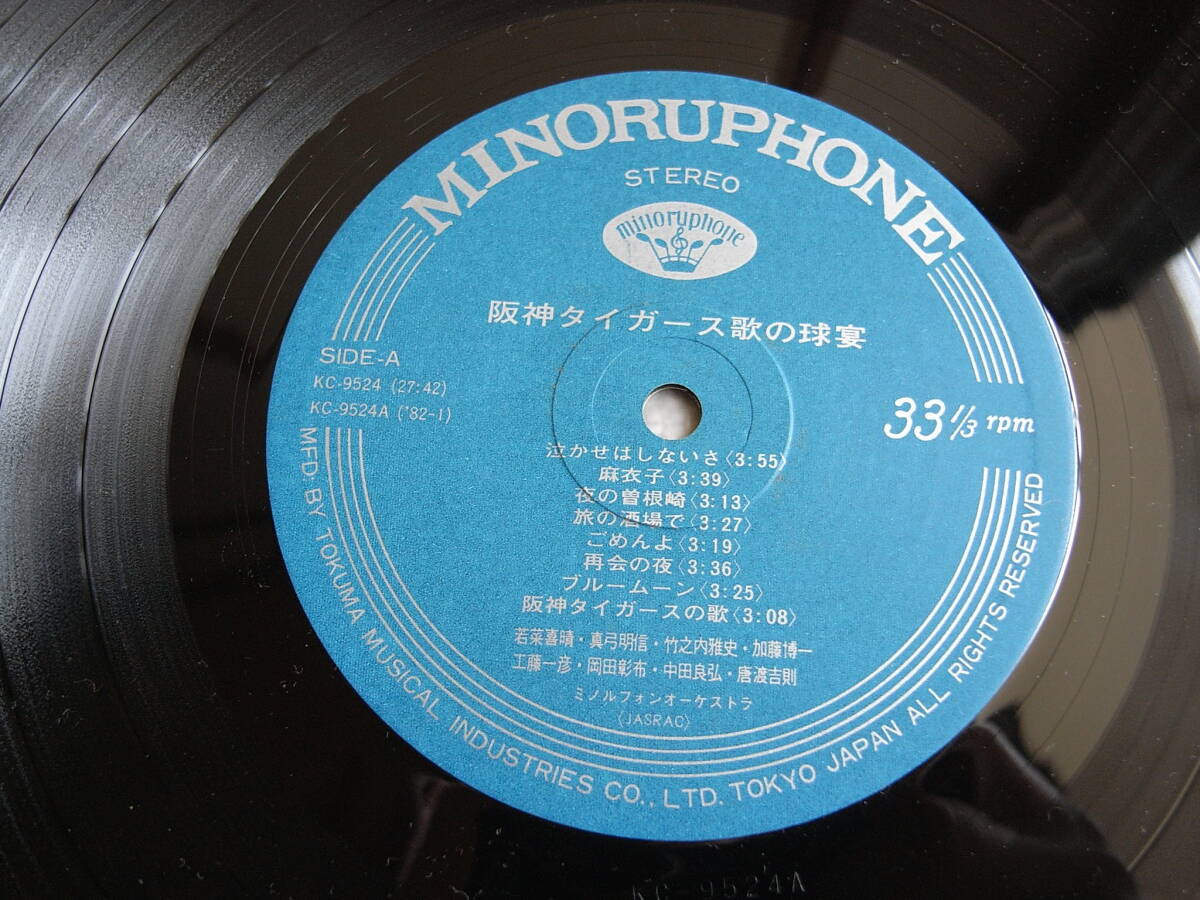 MINORUPHONE
STEREO
minoruphone
阪神タイガース歌の球宴
SIDE-A
KC-9524 (27:42)
KC-9524A ('82-1)
33 1/3 rpm
泣かせはしないさ〈3:55〉
麻衣子〈3:39〉
夜の曽根崎〈3:13〉
旅の酒場で〈3:27〉
ごめんよ〈3:19〉
再会の夜〈3:36〉
ブルームーン〈3:25〉
阪神タイガースの歌〈3:08〉
若菜喜晴・真弓明信・竹之内雅史・加藤博一
工藤一彦・岡田彰布・中田良弘・唐渡吉則
ミノルフォンオーケストラ
〈JASRAC〉
MFD. BY TOKUMA MUSICAL INDUSTRIES CO., LTD. TOKYO JAPAN ALL RIGHTS RESERVED
KC-9524A